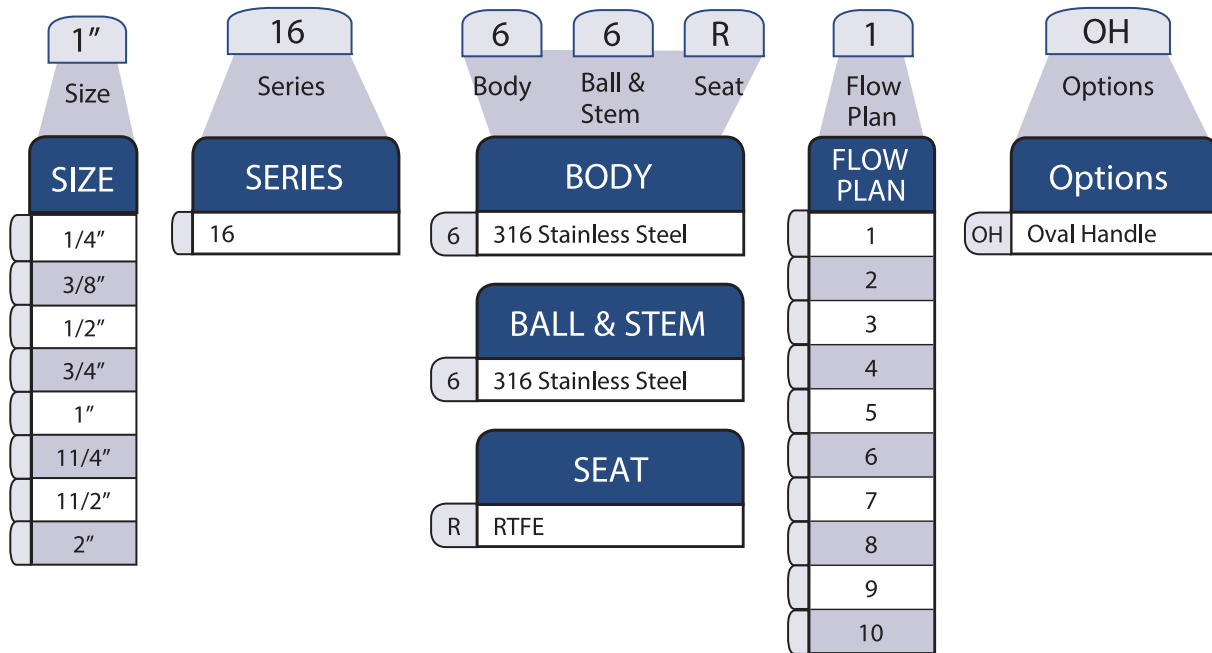 1” 16 6 6 R 1 OH
Size Series Body Ball & Stem Seat Flow Plan Options
SIZE
1/4”
3/8”
1/2”
3/4”
1”
11/4”
11/2”
2”
SERIES
16
BODY
6 316 Stainless Steel
BALL & STEM
6 316 Stainless Steel
SEAT
R RTFE
FLOW
PLAN
1
2
3
4
5
6
7
8
9
10
Options
OH Oval Handle